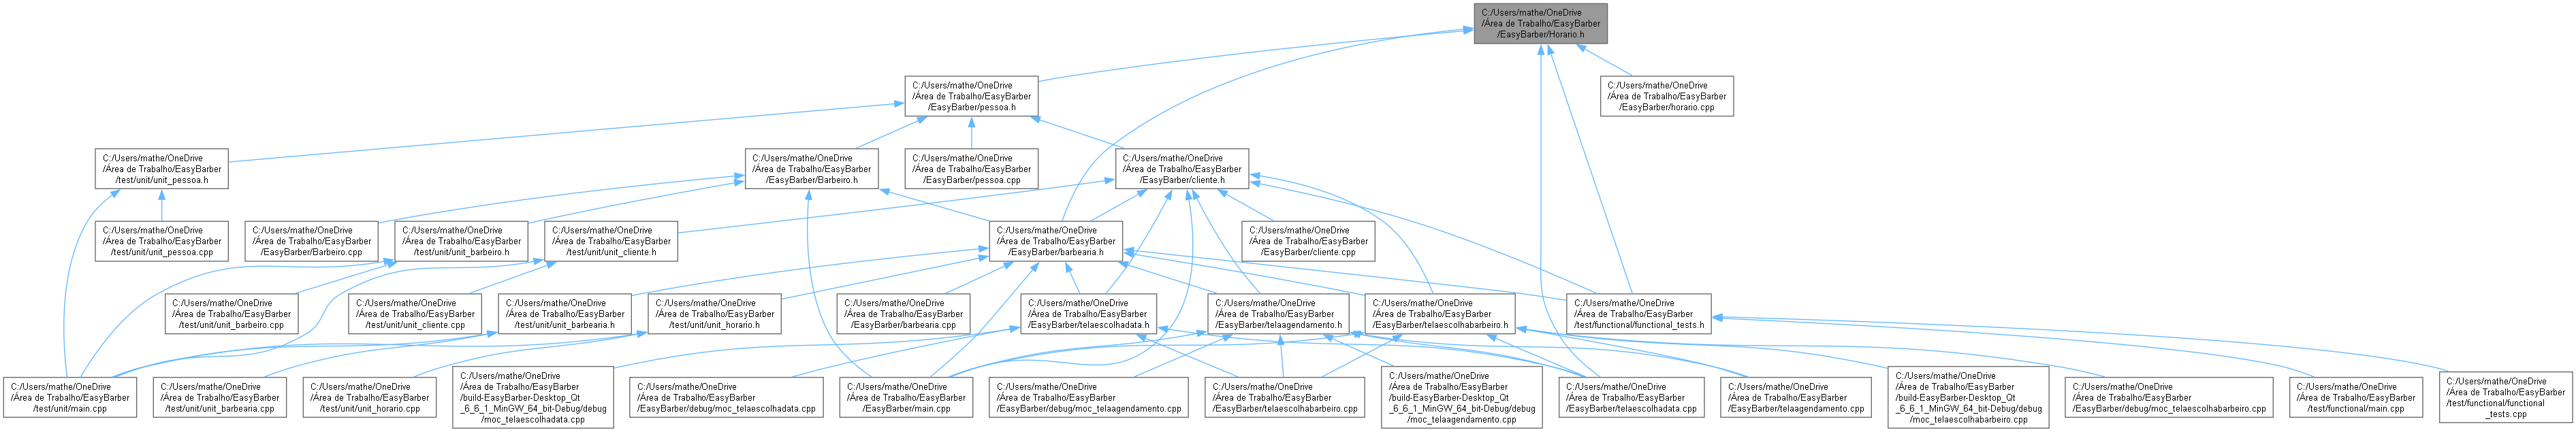 C:/Users/mathe/OneDrive
/Área de Trabalho/EasyBarber
/EasyBarber/Horario.h
C:/Users/mathe/OneDrive
/Área de Trabalho/EasyBarber
/EasyBarber/pessoa.h
C:/Users/mathe/OneDrive
/Área de Trabalho/EasyBarber
/EasyBarber/horario.cpp
C:/Users/mathe/OneDrive
/Área de Trabalho/EasyBarber
/test/unit/unit_pessoa.h
C:/Users/mathe/OneDrive
/Área de Trabalho/EasyBarber
/EasyBarber/Barbeiro.h
C:/Users/mathe/OneDrive
/Área de Trabalho/EasyBarber
/EasyBarber/pessoa.cpp
C:/Users/mathe/OneDrive
/Área de Trabalho/EasyBarber
/EasyBarber/cliente.h
C:/Users/mathe/OneDrive
/Área de Trabalho/EasyBarber
/test/unit/unit_pessoa.cpp
C:/Users/mathe/OneDrive
/Área de Trabalho/EasyBarber
/EasyBarber/Barbeiro.cpp
C:/Users/mathe/OneDrive
/Área de Trabalho/EasyBarber
/test/unit/unit_barbeiro.h
C:/Users/mathe/OneDrive
/Área de Trabalho/EasyBarber
/test/unit/unit_cliente.h
C:/Users/mathe/OneDrive
/Área de Trabalho/EasyBarber
/EasyBarber/barbearia.h
C:/Users/mathe/OneDrive
/Área de Trabalho/EasyBarber
/EasyBarber/cliente.cpp
C:/Users/mathe/OneDrive
/Área de Trabalho/EasyBarber
/test/unit/unit_barbeiro.cpp
C:/Users/mathe/OneDrive
/Área de Trabalho/EasyBarber
/test/unit/unit_cliente.cpp
C:/Users/mathe/OneDrive
/Área de Trabalho/EasyBarber
/test/unit/unit_barbearia.h
C:/Users/mathe/OneDrive
/Área de Trabalho/EasyBarber
/test/unit/unit_horario.h
C:/Users/mathe/OneDrive
/Área de Trabalho/EasyBarber
/EasyBarber/barbearia.cpp
C:/Users/mathe/OneDrive
/Área de Trabalho/EasyBarber
/EasyBarber/telaescolhadata.h
C:/Users/mathe/OneDrive
/Área de Trabalho/EasyBarber
/EasyBarber/telaagendamento.h
C:/Users/mathe/OneDrive
/Área de Trabalho/EasyBarber
/EasyBarber/telaescolhabarbeiro.h
C:/Users/mathe/OneDrive
/Área de Trabalho/EasyBarber
/test/functional/functional_tests.h
C:/Users/mathe/OneDrive
/Área de Trabalho/EasyBarber
/test/unit/main.cpp
C:/Users/mathe/OneDrive
/Área de Trabalho/EasyBarber
/test/unit/unit_barbearia.cpp
C:/Users/mathe/OneDrive
/Área de Trabalho/EasyBarber
/test/unit/unit_horario.cpp
C:/Users/mathe/OneDrive
/Área de Trabalho/EasyBarber
/build-EasyBarber-Desktop_Qt
_6_6_1_MinGW_64_bit-Debug/debug
/moc_telaescolhadata.cpp
C:/Users/mathe/OneDrive
/Área de Trabalho/EasyBarber
/EasyBarber/debug/moc_telaescolhadata.cpp
C:/Users/mathe/OneDrive
/Área de Trabalho/EasyBarber
/EasyBarber/main.cpp
C:/Users/mathe/OneDrive
/Área de Trabalho/EasyBarber
/EasyBarber/debug/moc_telaagendamento.cpp
C:/Users/mathe/OneDrive
/Área de Trabalho/EasyBarber
/EasyBarber/telaescolhabarbeiro.cpp
C:/Users/mathe/OneDrive
/Área de Trabalho/EasyBarber
/build-EasyBarber-Desktop_Qt
_6_6_1_MinGW_64_bit-Debug/debug
/moc_telaagendamento.cpp
C:/Users/mathe/OneDrive
/Área de Trabalho/EasyBarber
/EasyBarber/telaescolhadata.cpp
C:/Users/mathe/OneDrive
/Área de Trabalho/EasyBarber
/EasyBarber/telaagendamento.cpp
C:/Users/mathe/OneDrive
/Área de Trabalho/EasyBarber
/build-EasyBarber-Desktop_Qt
_6_6_1_MinGW_64_bit-Debug/debug
/moc_telaescolhabarbeiro.cpp
C:/Users/mathe/OneDrive
/Área de Trabalho/EasyBarber
/EasyBarber/debug/moc_telaescolhabarbeiro.cpp
C:/Users/mathe/OneDrive
/Área de Trabalho/EasyBarber
/test/functional/main.cpp
C:/Users/mathe/OneDrive
/Área de Trabalho/EasyBarber
/test/functional/functional
_tests.cpp